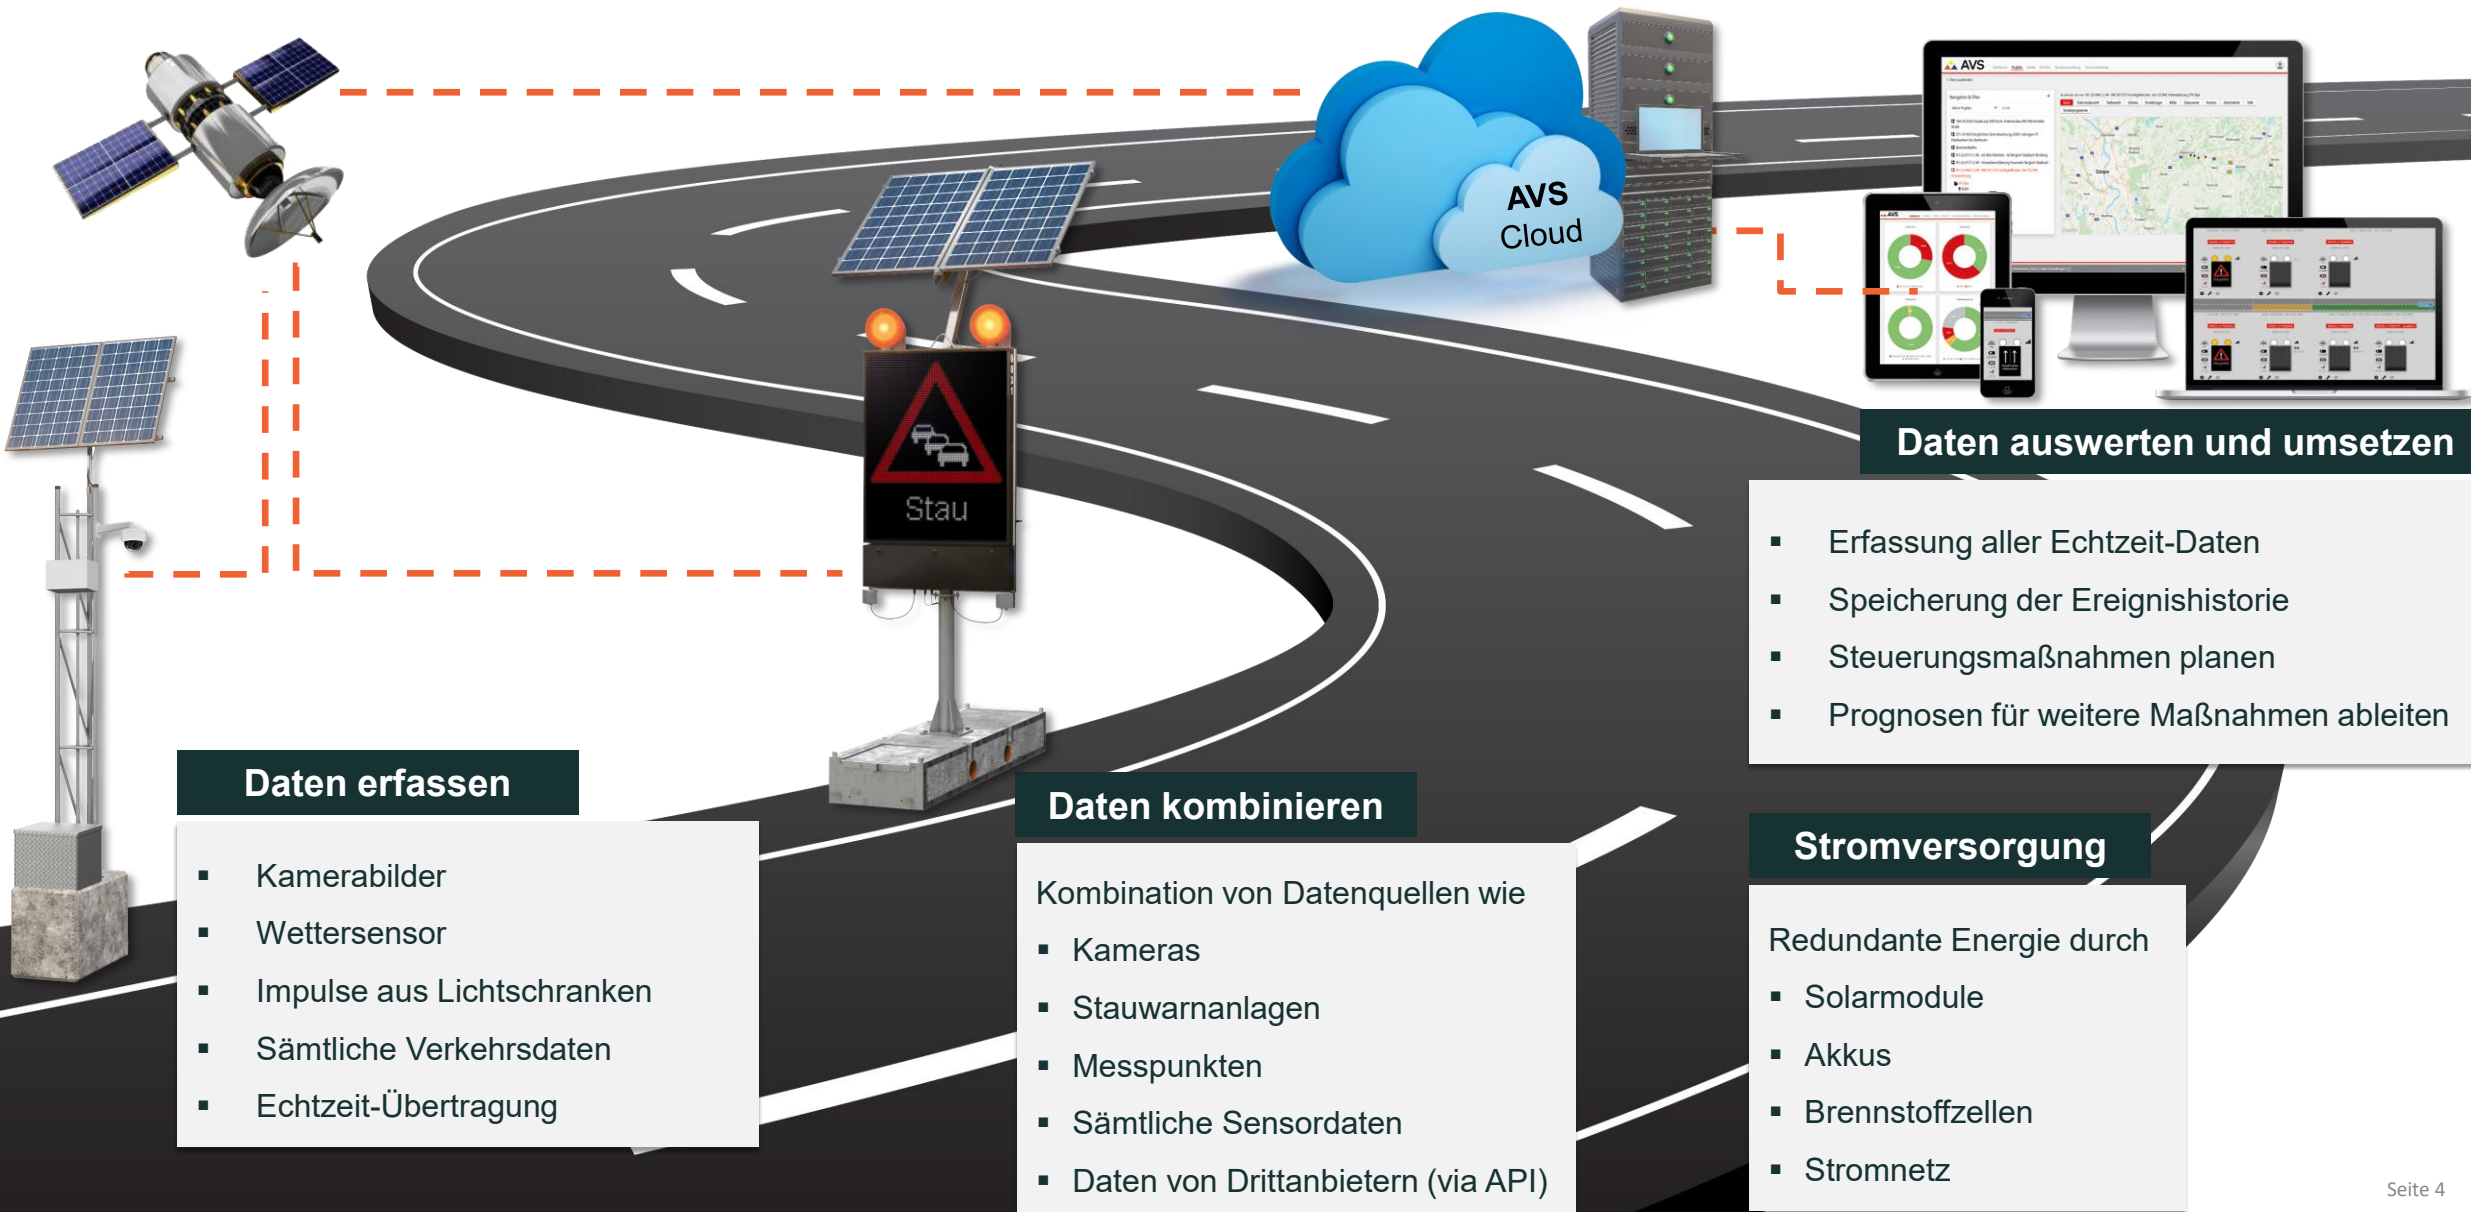 AVS
AVS
Cloud
AVS
Stau
Daten auswerten und umsetzen
▪ Erfassung aller Echtzeit-Daten
▪ Speicherung der Ereignishistorie
▪ Steuerungsmaßnahmen planen
▪ Prognosen für weitere Maßnahmen ableiten
Daten erfassen
▪ Kamerabilder
▪ Wettersensor
▪ Impulse aus Lichtschranken
▪ Sämtliche Verkehrsdaten
▪ Echtzeit-Übertragung
Daten kombinieren
Kombination von Datenquellen wie
▪ Kameras
▪ Stauwarnanlagen
▪ Messpunkten
▪ Sämtliche Sensordaten
▪ Daten von Drittanbietern (via API)
Stromversorgung
Redundante Energie durch
▪ Solarmodule
▪ Akkus
▪ Brennstoffzellen
▪ Stromnetz
Seite 4